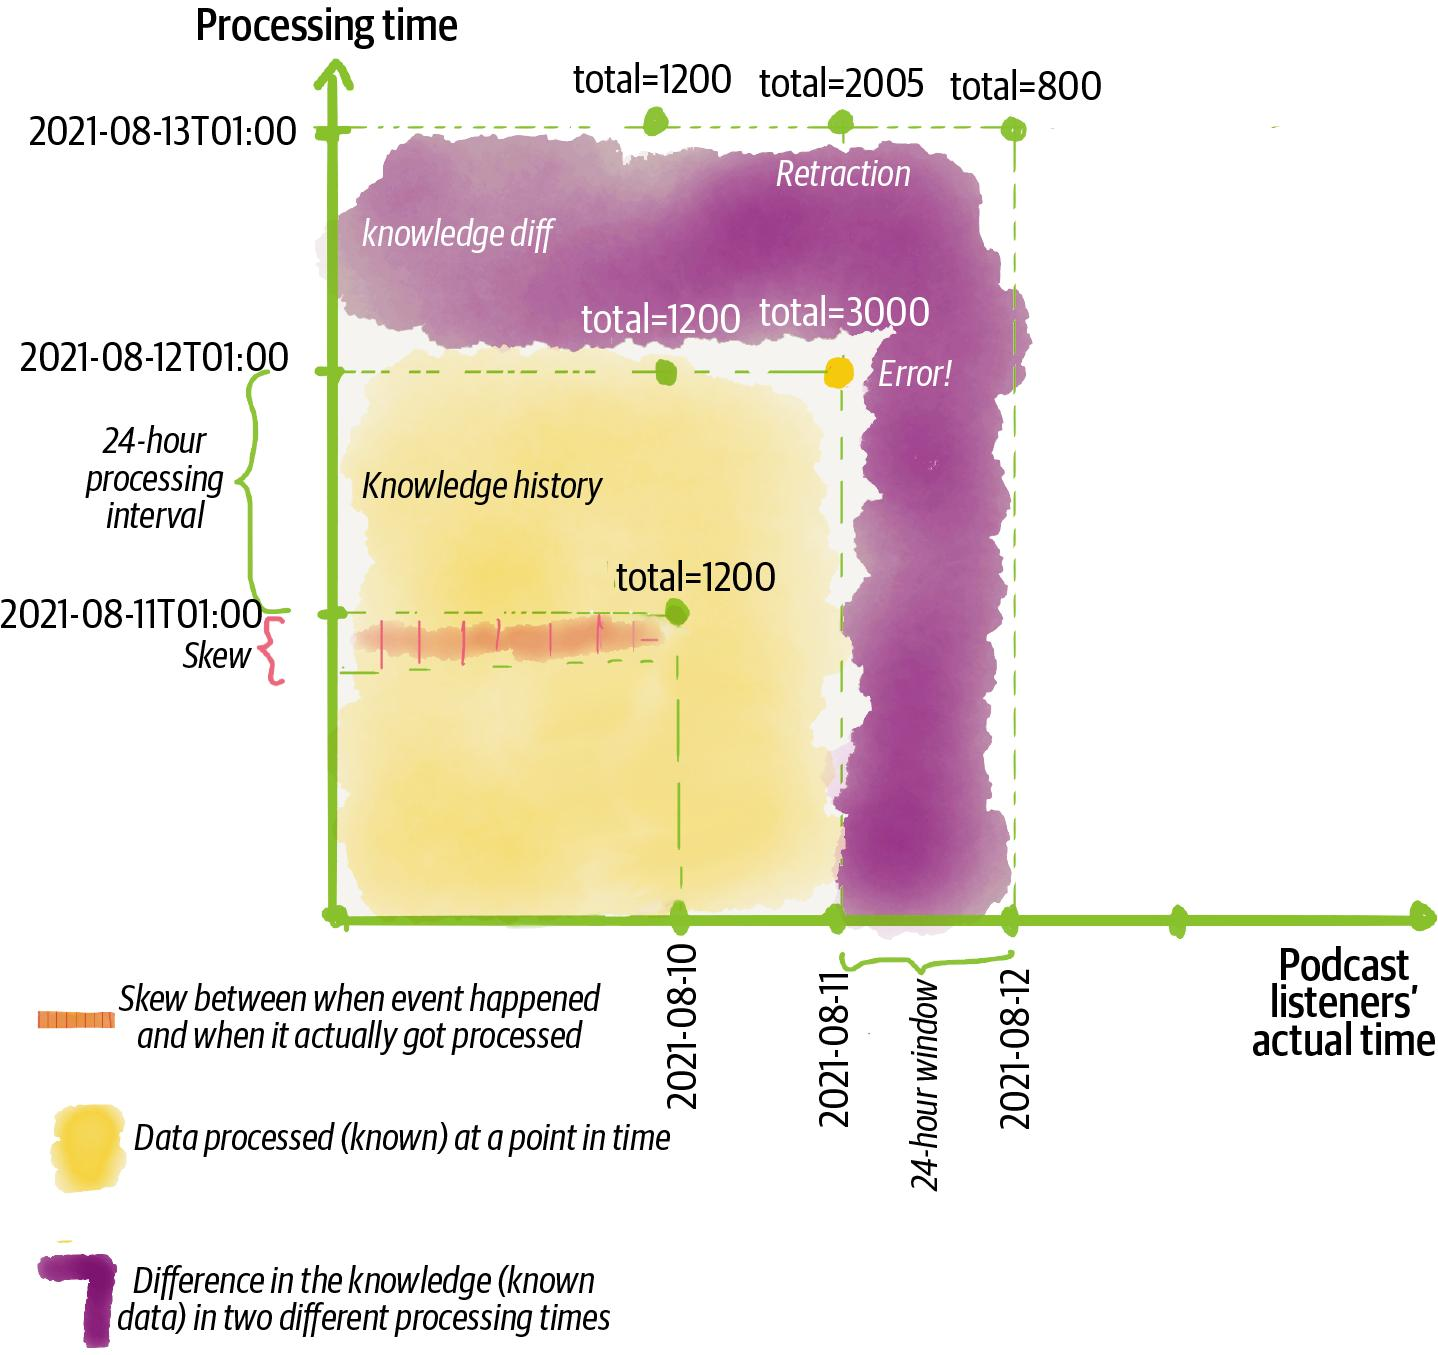 Processing time
total=1200
total=2005
total=800
2021-08-13T01:00
Retraction
knowledge diff
total=1200
total=3000
2021-08-12T01:00
Error!
24-hour
processing
interval
Knowledge history
total=1200
2021-08-11T01:00
Skew
2021-08-10
2021-08-11
24-hour window
2021-08-12
Podcast
listeners’
actual time
Skew between when event happened
and when it actually got processed
Data processed (known) at a point in time
Difference in the knowledge (known
data) in two different processing times